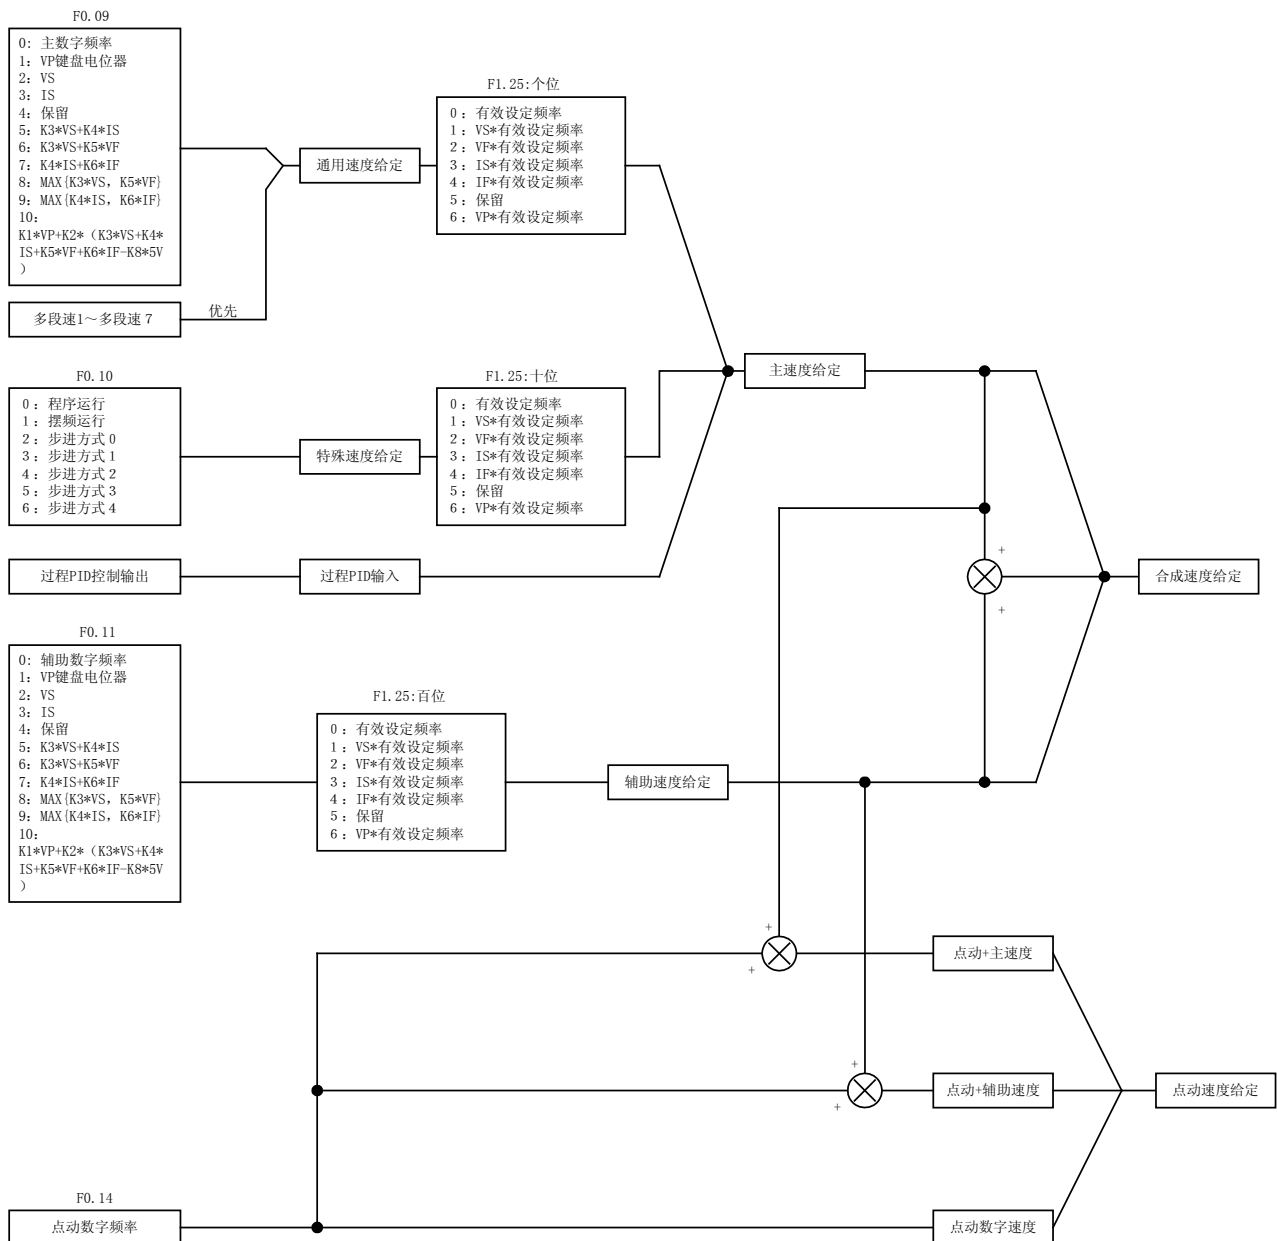 F0.09
0: 主数字频率
1: VP键盘电位器
2: VS
3: IS
4: 保留
5: K3*VS+K4*IS
6: K3*VS+K5*VF
7: K4*IS+K6*IF
8: MAX{K3*VS, K5*VF}
9: MAX{K4*IS, K6*IF}
10:
K1*VP+K2*（K3*VS+K4*
IS+K5*VF+K6*IF-K8*5V
）
多段速1～多段速7
优先
通用速度给定
F1.25:个位
0: 有效设定频率
1: VS*有效设定频率
2: VF*有效设定频率
3: IS*有效设定频率
4: IF*有效设定频率
5: 保留
6: VP*有效设定频率
F0.10
0: 程序运行
1: 摆频运行
2: 步进方式0
3: 步进方式1
4: 步进方式2
5: 步进方式3
6: 步进方式4
特殊速度给定
F1.25:十位
0: 有效设定频率
1: VS*有效设定频率
2: VF*有效设定频率
3: IS*有效设定频率
4: IF*有效设定频率
5: 保留
6: VP*有效设定频率
主速度给定
过程PID控制输出
过程PID输入
+
+
合成速度给定
F0.11
0: 辅助数字频率
1: VP键盘电位器
2: VS
3: IS
4: 保留
5: K3*VS+K4*IS
6: K3*VS+K5*VF
7: K4*IS+K6*IF
8: MAX{K3*VS, K5*VF}
9: MAX{K4*IS, K6*IF}
10:
K1*VP+K2*（K3*VS+K4*
IS+K5*VF+K6*IF-K8*5V
）
F1.25:百位
0: 有效设定频率
1: VS*有效设定频率
2: VF*有效设定频率
3: IS*有效设定频率
4: IF*有效设定频率
5: 保留
6: VP*有效设定频率
辅助速度给定
+
+
点动+主速度
+
+
点动+辅助速度
点动速度给定
F0.14
点动数字频率
点动数字速度